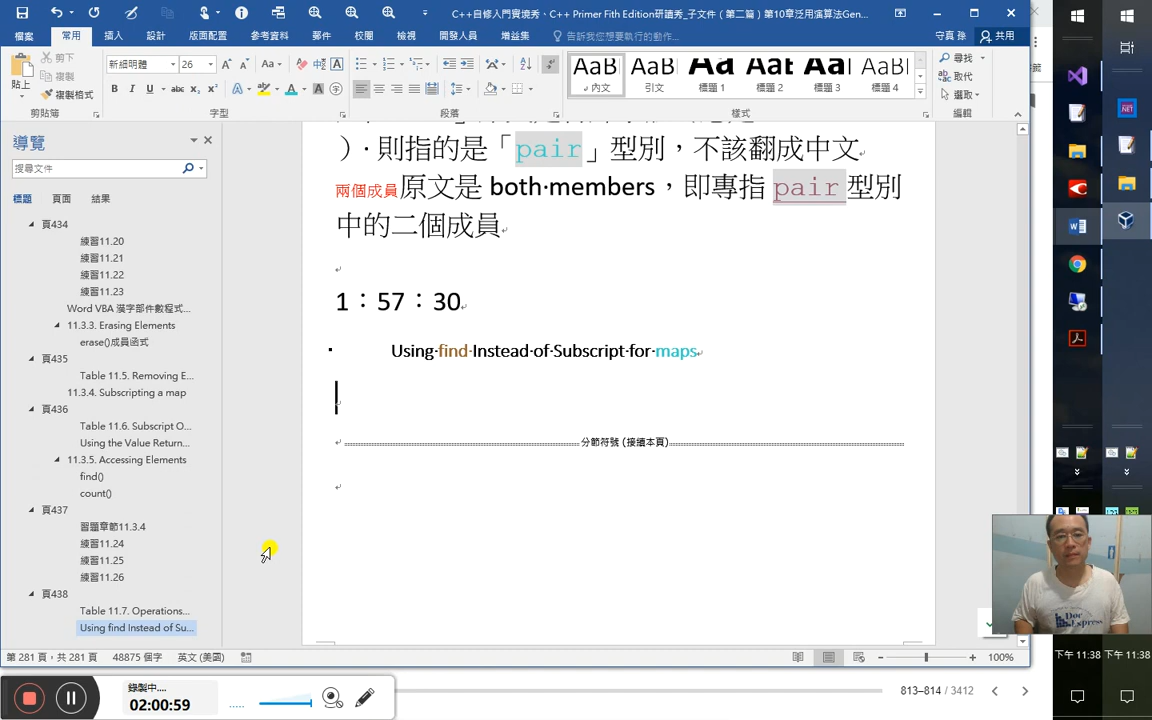 C++自修入門實境秀、C++ Primer Fith Edition研讀秀_子文件（第二篇）第10章泛用演算法Gen...
檔案 常用 插入 設計 版面配置 參考資料 郵件 校閱 檢視 開發人員 增益集 告訴我您想要執行的動作... 守真 孫 共用
貼上 剪下 複製 複製格式
新細明體 26
AaB AaBb AaB AaB AaB AaBl
內文 引文 標題 1 標題 2 標題 3 標題 4
尋找 取代 選取
剪貼簿 字型 段落 樣式 編輯
導覽
搜尋文件
標題 頁面 結果
頁434
練習11.20
練習11.21
練習11.22
練習11.23
Word VBA 漢字部件數程式...
11.3.3. Erasing Elements
erase()成員函式
頁435
Table 11.5. Removing E...
11.3.4. Subscripting a map
頁436
Table 11.6. Subscript O...
Using the Value Return...
11.3.5. Accessing Elements
find()
count()
頁437
習題章節11.3.4
練習11.24
練習11.25
練習11.26
頁438
Table 11.7. Operations...
Using find Instead of Su...
)· 則指的是「pair」型別，不該翻成中文
兩個成員原文是 both members，即專指 pair 型別
中的二個成員
1：57：30
Using find Instead of Subscript for maps
分節符號 (接續本頁)
第 281 頁，共 281 頁 48875 個字 英文 (美國) 100%
錄製中....
02:00:59
813–814 / 3412
Doc
Express
下午 11:38 下午 11:38